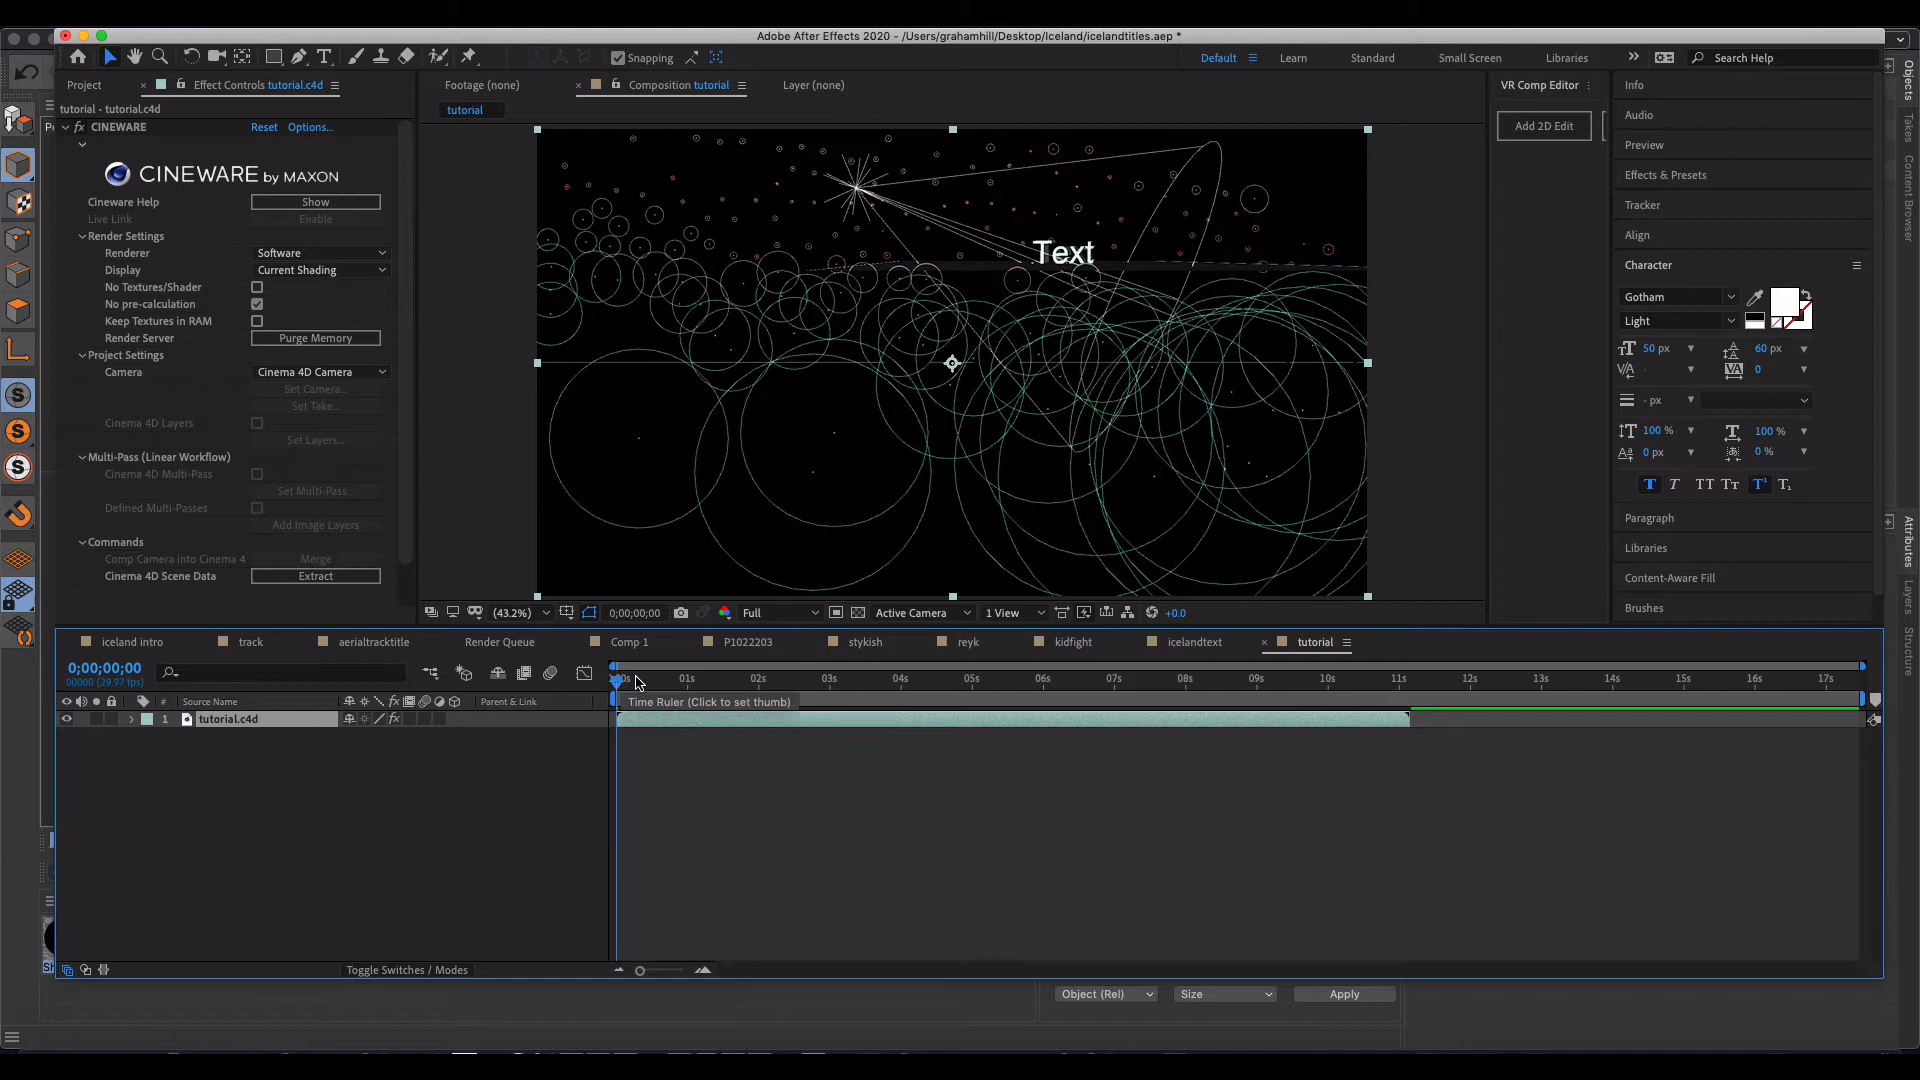 Adobe After Effects 2020 - /Users/grahamhill/Desktop/Iceland/icelandtitles.aep *
Snapping
Default
Learn
Standard
Small Screen
Libraries
Search Help
Project
Effect Controls tutorial.c4d
Footage (none)
Composition tutorial
Layer (none)
VR Comp Editor
Info
tutorial • tutorial.c4d
tutorial
CINEWARE
Reset
Options...
Add 2D Edit
Audio
Preview
CINEWARE by MAXON
Effects & Presets
Cineware Help
Show
Tracker
Live Link
Enable
Render Settings
Align
Renderer
Software
Text
Display
Current Shading
Character
No Textures/Shader
No pre-calculation
Gotham
Keep Textures in RAM
Light
Render Server
Purge Memory
Project Settings
50 px
60 px
Camera
Cinema 4D Camera
0
Set Camera...
Set Take...
- px
Cinema 4D Layers
Set Layers...
100 %
100 %
Multi-Pass (Linear Workflow)
0 px
0 %
Cinema 4D Multi-Pass
Set Multi-Pass...
Defined Multi-Passes
Add Image Layers
Paragraph
Commands
Libraries
Comp Camera into Cinema 4
Merge
Cinema 4D Scene Data
Extract
Content-Aware Fill
Brushes
(43.2%)
0;00;00;00
Full
Active Camera
1 View
+0.0
iceland intro
track
aerialtracktitle
Render Queue
Comp 1
P1022203
stykish
reyk
kidfight
icelandtext
tutorial
0;00;00;00
00000 (29.97 fps)
01s
02s
03s
04s
05s
06s
07s
08s
09s
10s
11s
12s
13s
14s
15s
16s
17s
#
Source Name
Parent & Link
Time Ruler (Click to set thumb)
1
tutorial.c4d
Toggle Switches / Modes
Object (Rel)
Size
Apply
Objects
Takes
Content Browser
Attributes
Layers
Structure